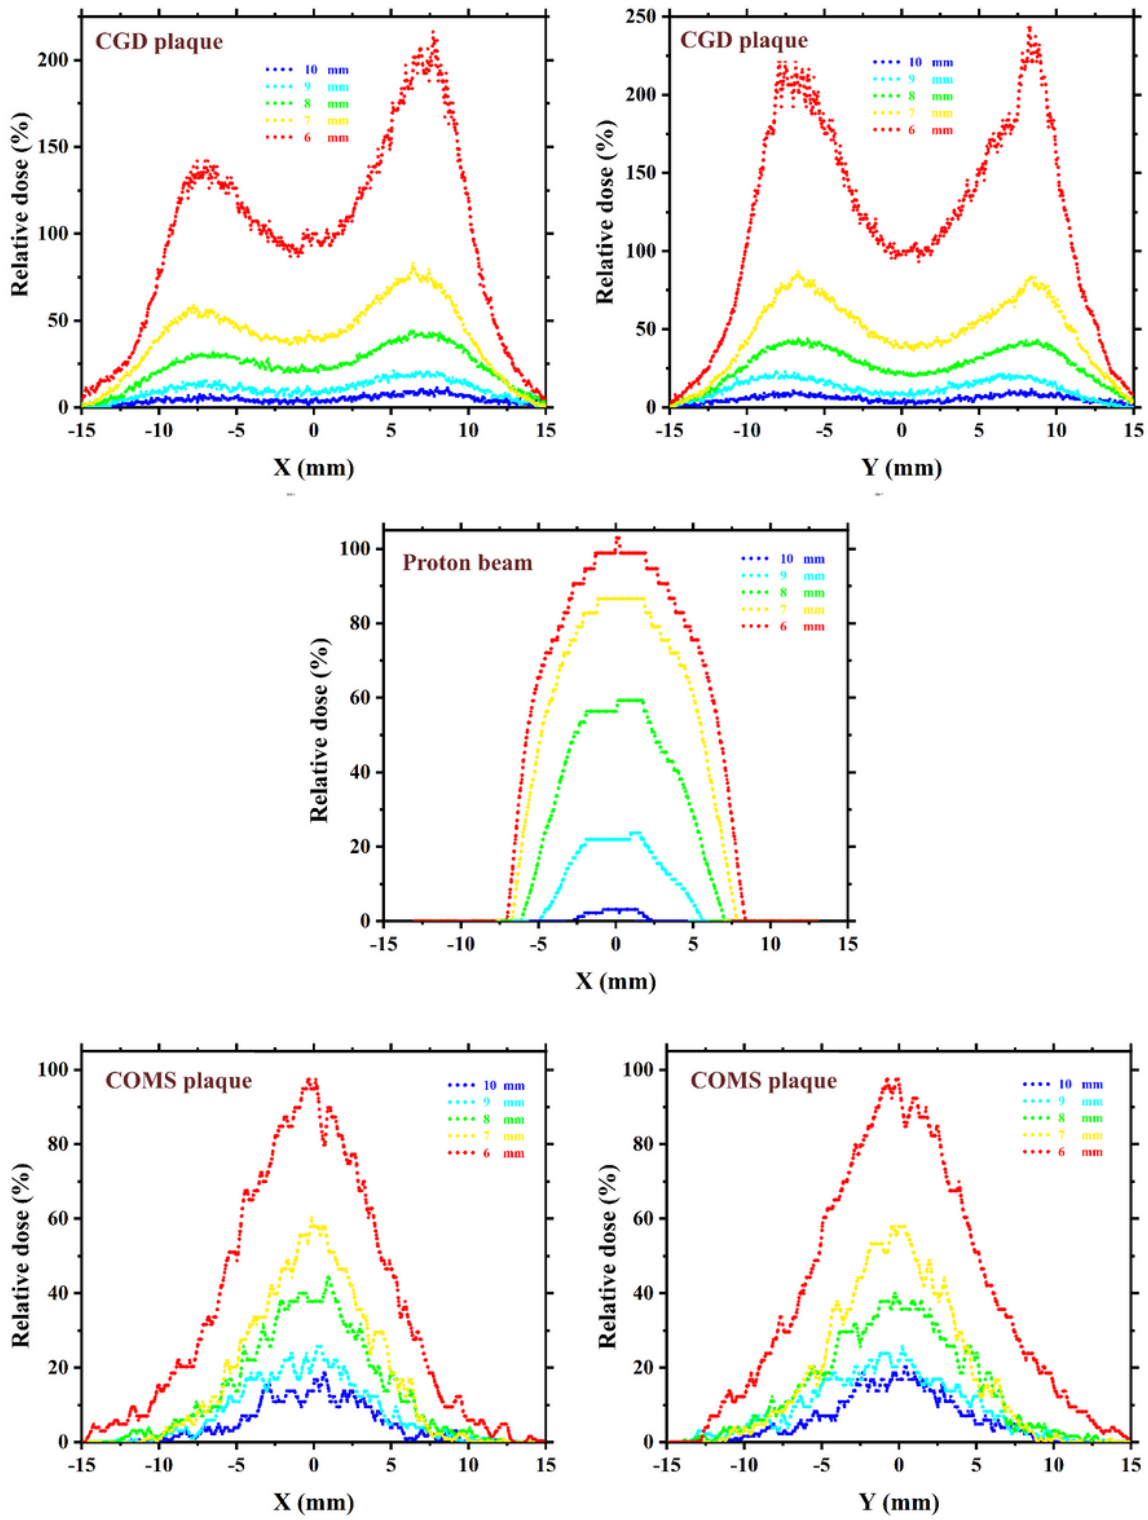 CGD plaque
10 mm
9 mm
8 mm
7 mm
6 mm
200
150
100
50
0
Relative dose (%)
-15 -10 -5 0 5 10 15
X (mm)
CGD plaque
10 mm
9 mm
8 mm
7 mm
6 mm
250
200
150
100
50
0
Relative dose (%)
-15 -10 -5 0 5 10 15
Y (mm)
Proton beam
10 mm
9 mm
8 mm
7 mm
6 mm
100
80
60
40
20
0
Relative dose (%)
-15 -10 -5 0 5 10 15
X (mm)
COMS plaque
10 mm
9 mm
8 mm
7 mm
6 mm
100
80
60
40
20
0
Relative dose (%)
-15 -10 -5 0 5 10 15
X (mm)
COMS plaque
10 mm
9 mm
8 mm
7 mm
6 mm
100
80
60
40
20
0
Relative dose (%)
-15 -10 -5 0 5 10 15
Y (mm)